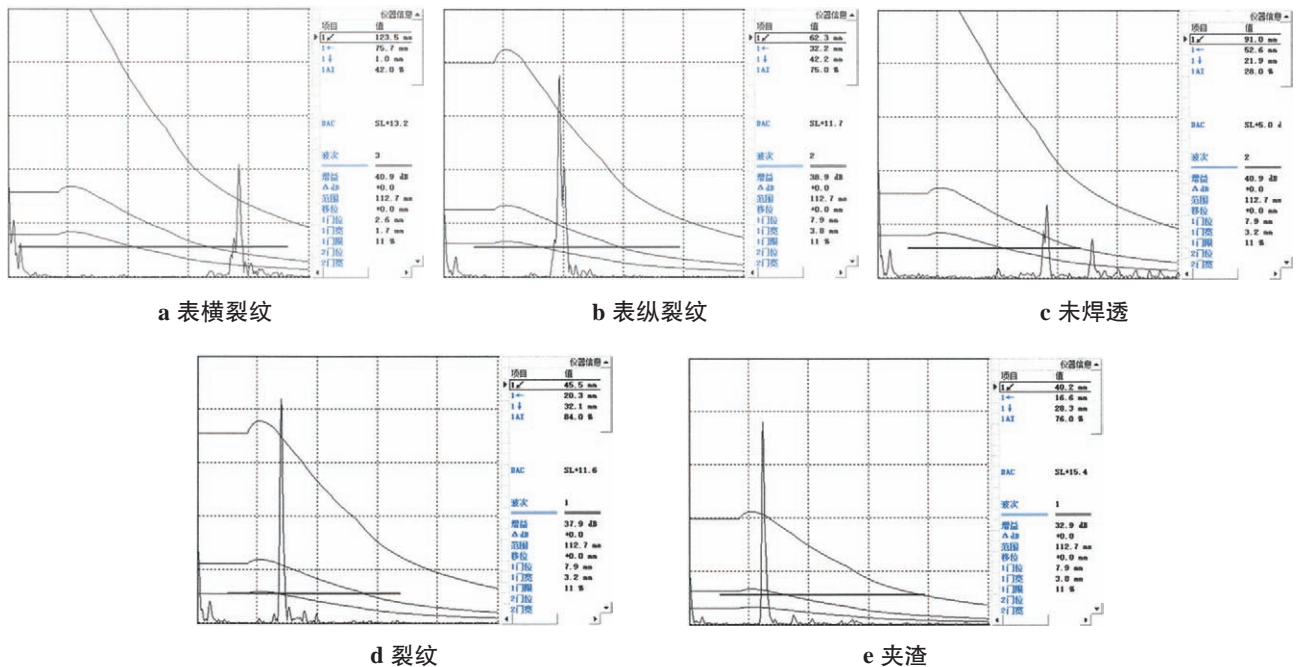 仪器信息
项目 值
1 123.5 mm
1← 75.7 mm
1↓ 1.0 mm
1AI 42.0 %
DAC SL+13.2
波次 3
增益 40.9 dB
Δ dB +0.0
范围 112.7 mm
移位 +0.0 mm
1门位 2.6 mm
1门宽 1.7 mm
1门限 11 %
2门位
2门宽
a 表横裂纹
仪器信息
项目 值
1 62.3 mm
1← 32.2 mm
1↓ 42.2 mm
1AI 75.0 %
DAC SL+11.7
波次 2
增益 38.9 dB
Δ dB +0.0
范围 112.7 mm
移位 +0.0 mm
1门位 7.9 mm
1门宽 3.8 mm
1门限 11 %
2门位
2门宽
b 表纵裂纹
仪器信息
项目 值
1 91.0 mm
1← 52.6 mm
1↓ 21.9 mm
1AI 28.0 %
DAC SL+5.0 d
波次 2
增益 40.9 dB
Δ dB +0.0
范围 112.7 mm
移位 +0.0 mm
1门位 7.9 mm
1门宽 3.2 mm
1门限 11 %
2门位
2门宽
c 未焊透
仪器信息
项目 值
1 45.5 mm
1← 20.3 mm
1↓ 32.1 mm
1AI 84.0 %
DAC SL+11.6
波次 1
增益 37.9 dB
Δ dB +0.0
范围 112.7 mm
移位 +0.0 mm
1门位 7.9 mm
1门宽 3.2 mm
1门限 11 %
2门位
2门宽
d 裂纹
仪器信息
项目 值
1 40.2 mm
1← 16.6 mm
1↓ 28.3 mm
1AI 76.0 %
DAC SL+15.4
波次 1
增益 32.9 dB
Δ dB +0.0
范围 112.7 mm
移位 +0.0 mm
1门位 7.9 mm
1门宽 3.8 mm
1门限 11 %
2门位
2门宽
e 夹渣